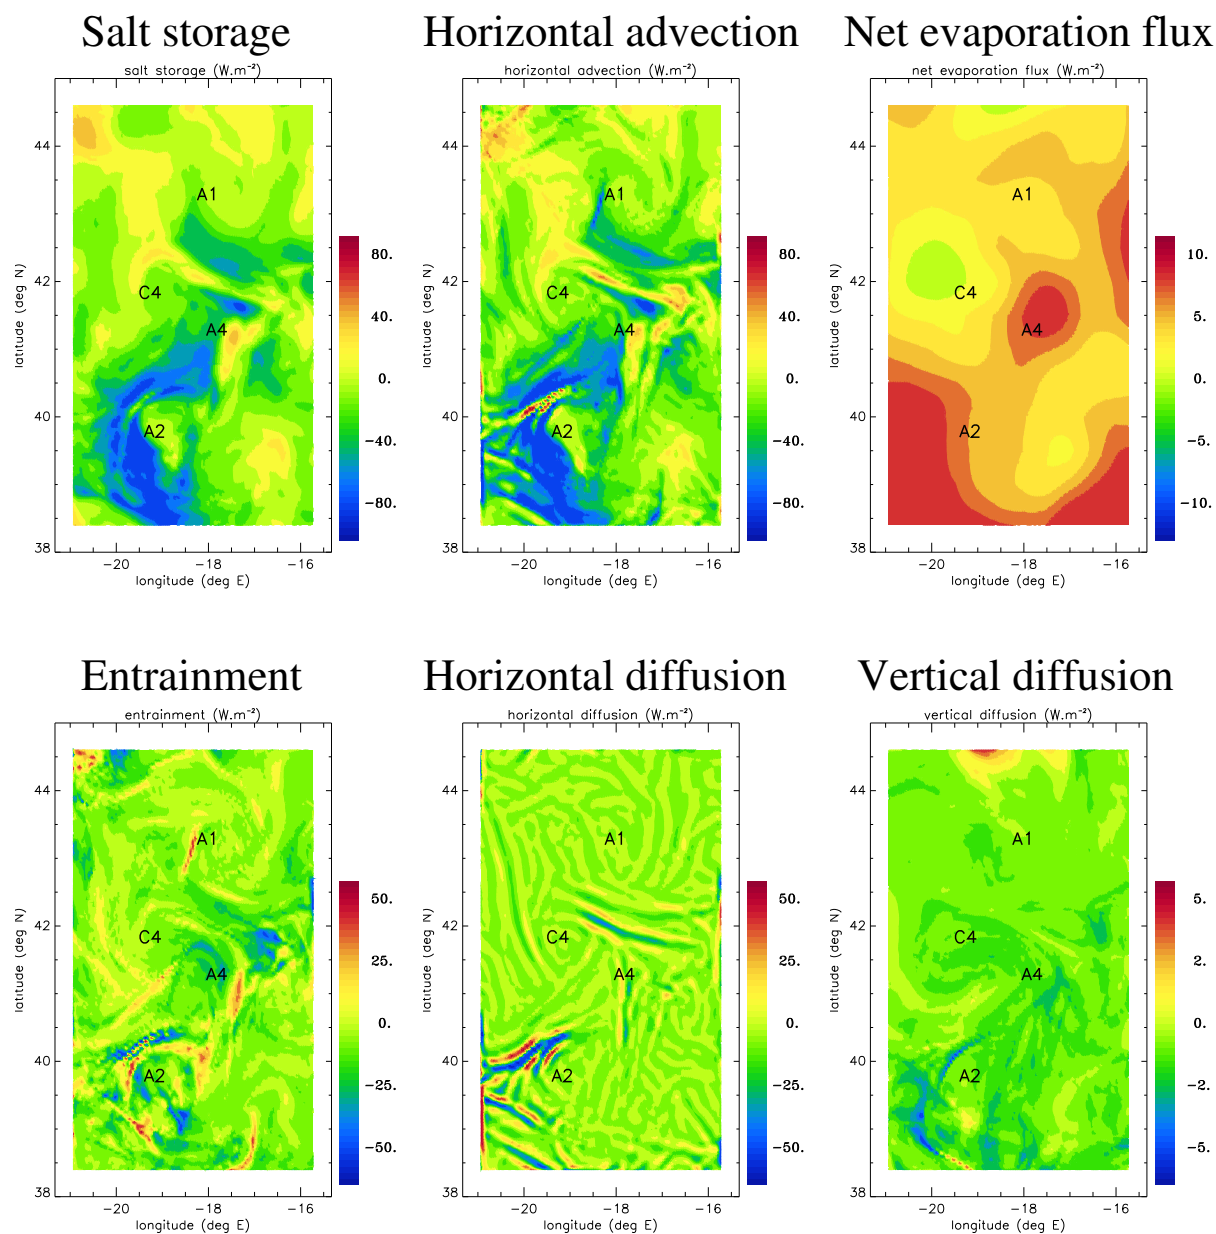 Salt storage
Horizontal advection
Net evaporation flux
salt storage (W.m⁻²)
horizontal advection (W.m⁻²)
net evaporation flux (W.m⁻²)
latitude (deg N)
44
42
40
38
A1
C4
A4
A2
80.
40.
0.
−40.
−80.
−20
−18
−16
longitude (deg E)
latitude (deg N)
44
42
40
38
A1
C4
A4
A2
80.
40.
0.
−40.
−80.
−20
−18
−16
longitude (deg E)
latitude (deg N)
44
42
40
38
A1
C4
A4
A2
10.
5.
0.
−5.
−10.
−20
−18
−16
longitude (deg E)
Entrainment
Horizontal diffusion
Vertical diffusion
entrainment (W.m⁻²)
horizontal diffusion (W.m⁻²)
vertical diffusion (W.m⁻²)
latitude (deg N)
44
42
40
38
A1
C4
A4
A2
50.
25.
0.
−25.
−50.
−20
−18
−16
longitude (deg E)
latitude (deg N)
44
42
40
38
A1
C4
A4
A2
50.
25.
0.
−25.
−50.
−20
−18
−16
longitude (deg E)
latitude (deg N)
44
42
40
38
A1
C4
A4
A2
5.
2.
0.
−2.
−5.
−20
−18
−16
longitude (deg E)